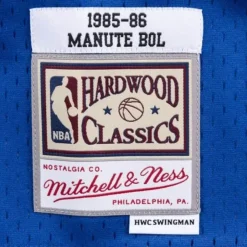 1985-86
MANUTE BOL
HARDWOOD
NBA
CLASSICS
NOSTALGIA CO.
Mitchell & Ness
PHILADELPHIA, PA.
HWC SWINGMAN